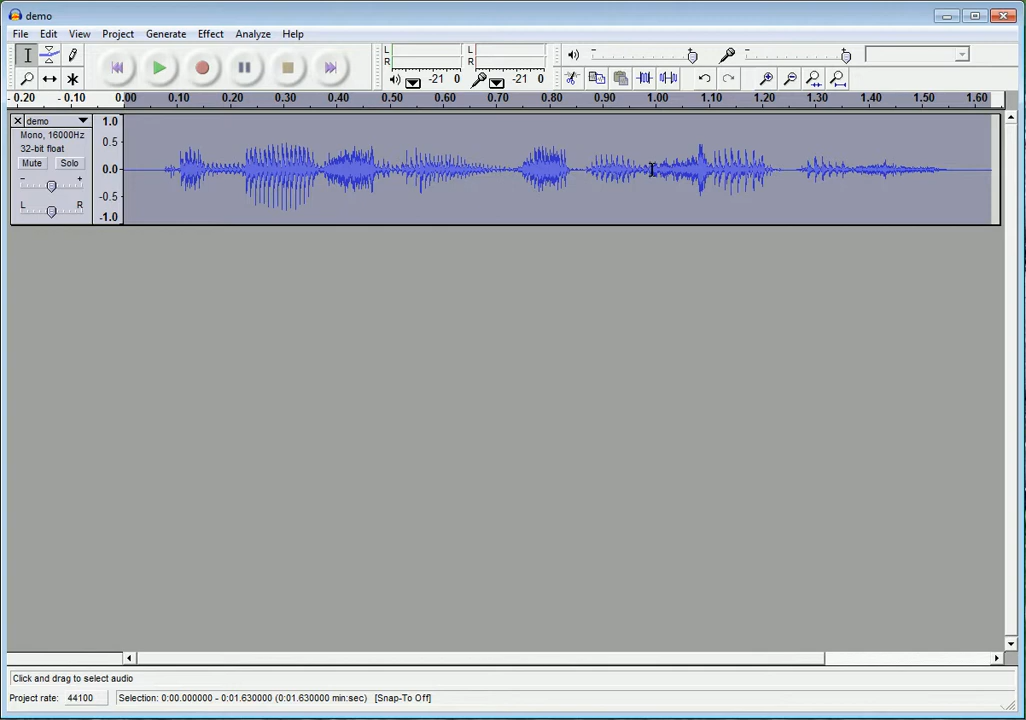 demo
File Edit View Project Generate Effect Analyze Help
L R -21 0 L R -21 0
- 0.20 - 0.10 0.00 0.10 0.20 0.30 0.40 0.50 0.60 0.70 0.80 0.90 1.00 1.10 1.20 1.30 1.40 1.50 1.60
demo
Mono, 16000Hz
32-bit float
Mute Solo
- +
L R
1.0
0.5
0.0
-0.5
-1.0
Click and drag to select audio
Project rate: 44100 Selection: 0:00.000000 - 0:01.630000 (0:01.630000 min:sec) [Snap-To Off]